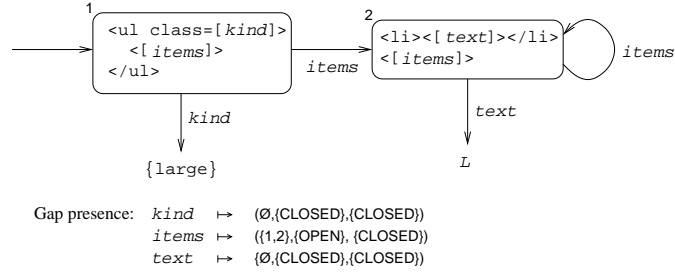 1
<ul class=[kind]>
<[items]>
</ul>
items
2
<li><[text]></li>
<[items]>
items
kind
text
{large}
L
Gap presence: kind ↦ (Ø,{CLOSED},{CLOSED})
items ↦ ({1,2},{OPEN}, {CLOSED})
text ↦ {Ø,{CLOSED},{CLOSED})